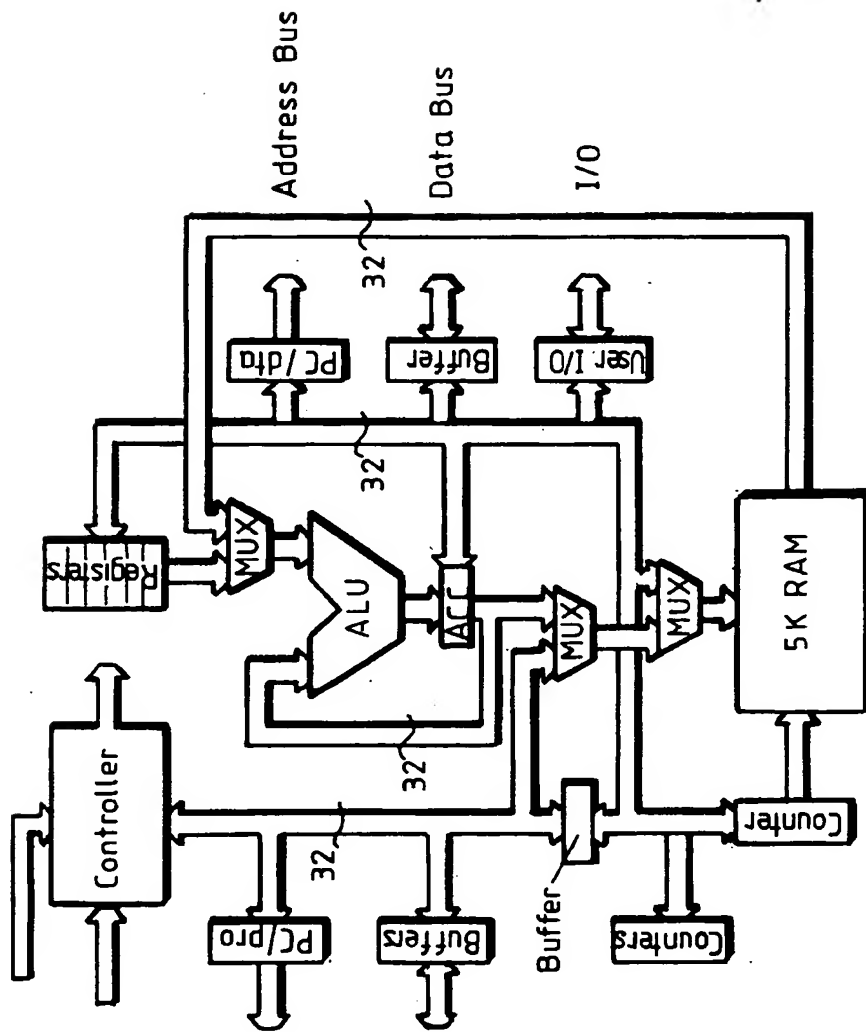 Address Bus
Data Bus
I/O
32
32
PC/dta
Buffer
User I/O
Registers
MUX
ALU
ACC
MUX
MUX
5K RAM
32
Controller
32
PC/pro
Buffers
Buffer
Counters
Counter